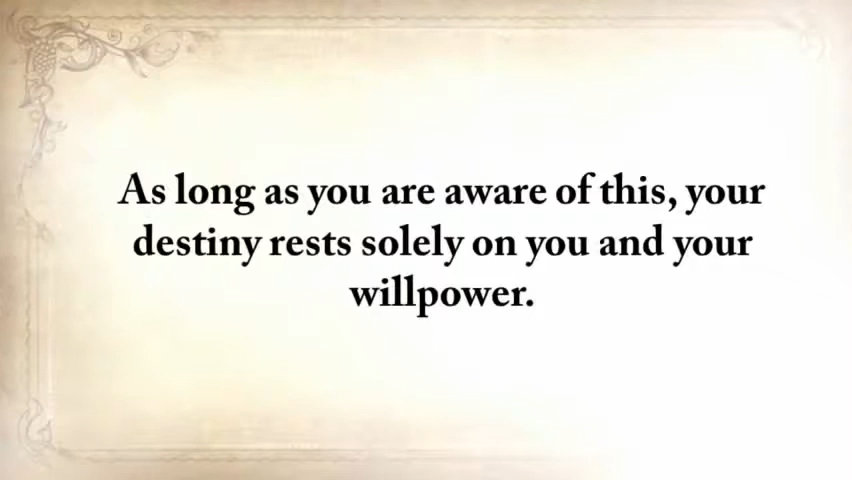 As long as you are aware of this, your
destiny rests solely on you and your
willpower.